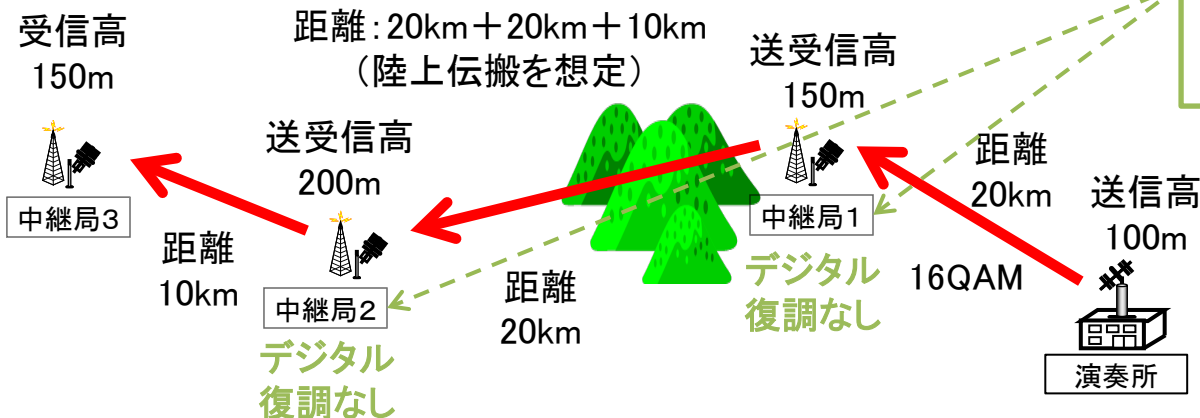 距離:20km+20km+10km
(陸上伝搬を想定)
受信高
150m
中継局3
距離
10km
送受信高
200m
中継局2
デジタル
復調なし
距離
20km
送受信高
150m
中継局1
デジタル
復調なし
距離
20km
16QAM
送信高
100m
演奏所